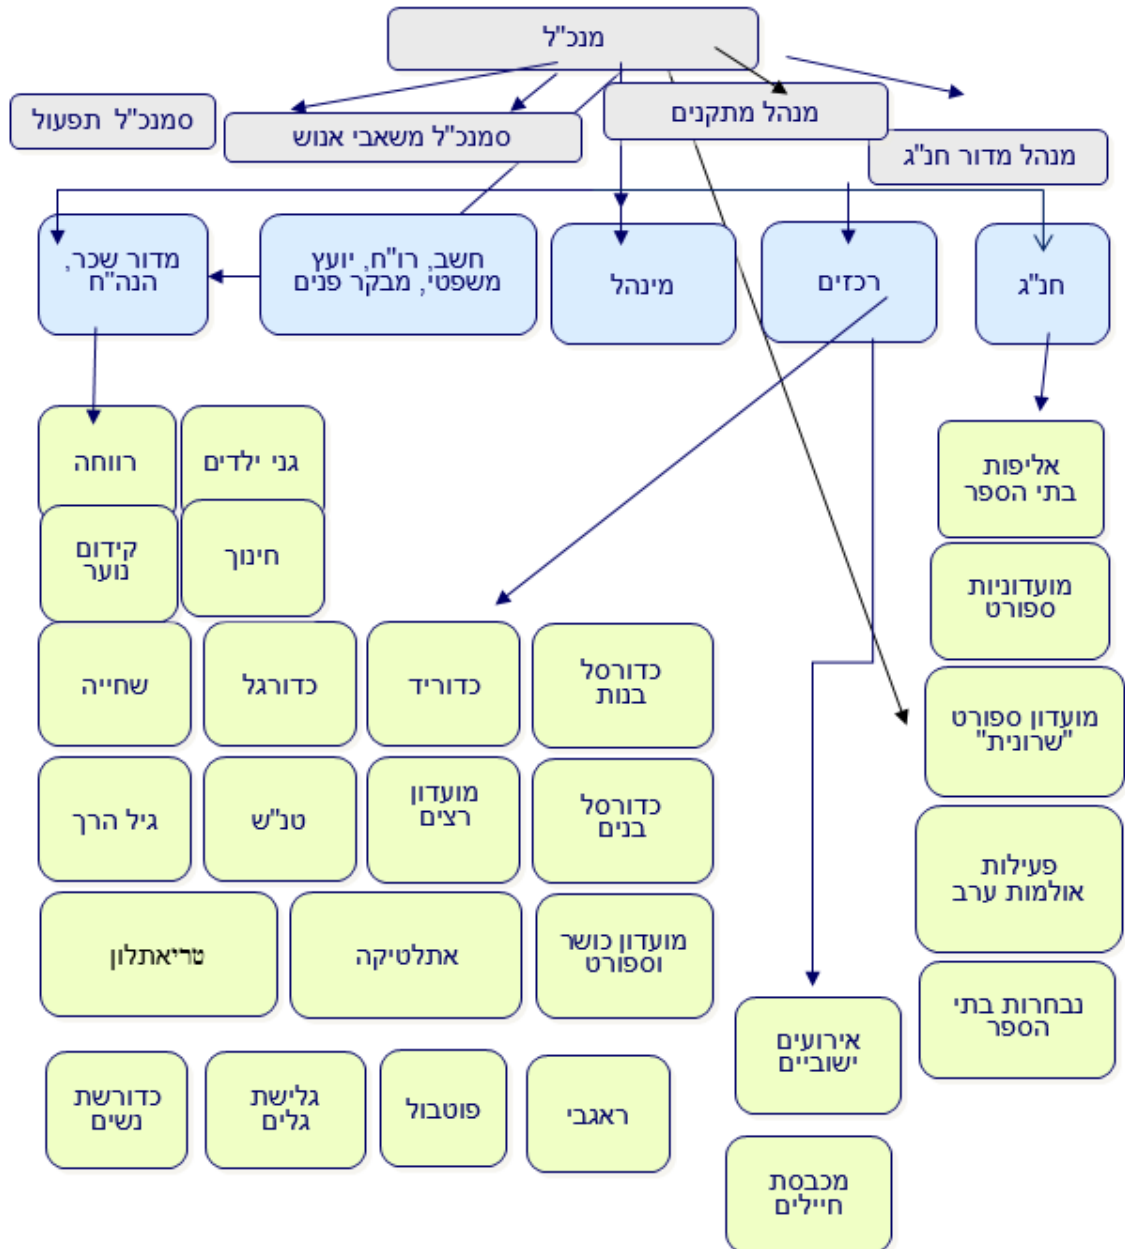 מנכ"ל
מנהל מתקנים
סמנכ"ל תפעול
סמנכ"ל משאבי אנוש
מנהל מדור חנ"ג
חנ"ג
רכזים
מינהל
חשב, רו"ח, יועץ
משפטי, מבקר פנים
מדור שכר,
הנה"ח
אליפות
בתי הספר
מועדוניות
ספורט
מועדון ספורט
"שרונית"
פעילות
אולמות ערב
נבחרות בתי
הספר
גני ילדים
רווחה
חינוך
קידום
נוער
כדורסל
בנות
כדוריד
כדורגל
שחייה
כדורסל
בנים
מועדון
רצים
טנ"ש
גיל הרך
מועדון כושר
וספורט
אתלטיקה
טריאתלון
אירועים
ישוביים
ראגבי
פוטבול
גלישת
גלים
כדורשת
נשים
מכבסת
חיילים